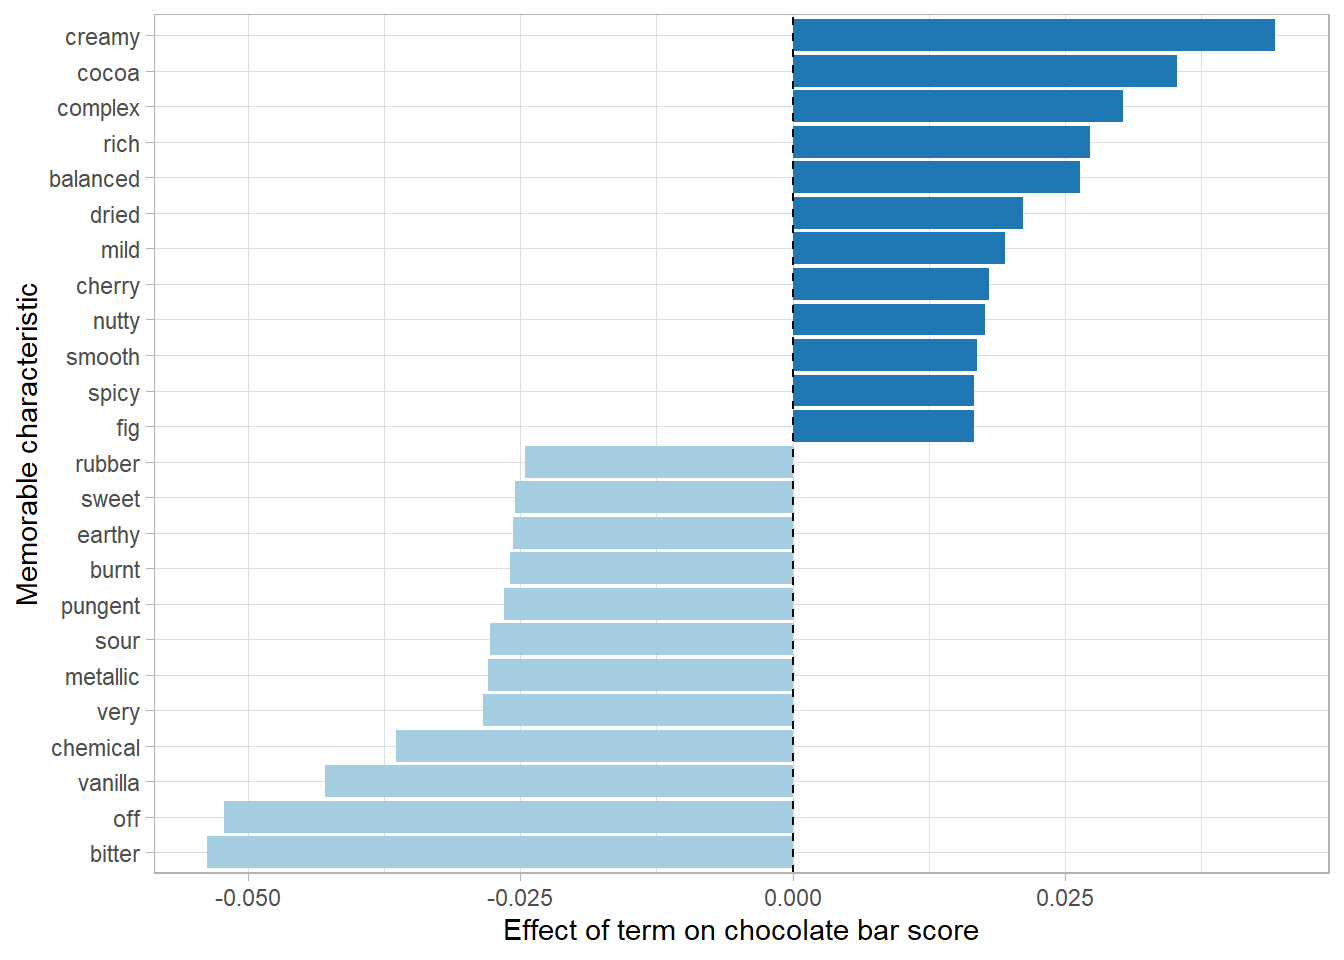 creamy
cocoa
complex
rich
balanced
dried
mild
cherry
nutty
smooth
spicy
fig
rubber
sweet
earthy
burnt
pungent
sour
metallic
very
chemical
vanilla
off
bitter
Memorable characteristic
-0.050 -0.025 0.000 0.025
Effect of term on chocolate bar score